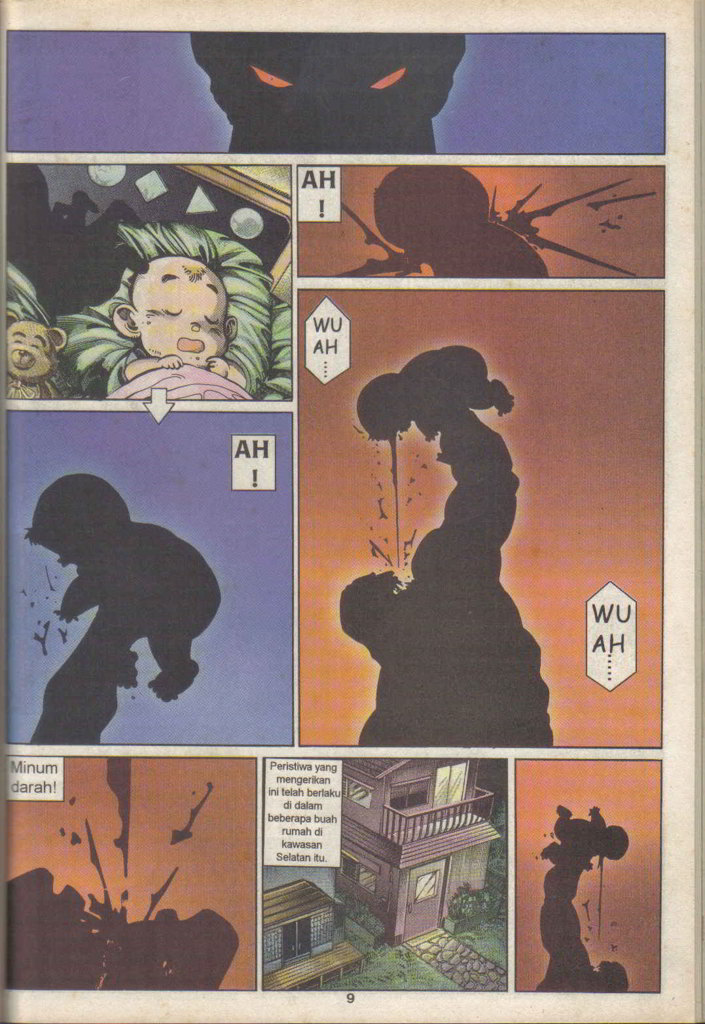 AH
!
WU
AH
.....
AH
!
WU
AH
.....
Minum
darah!
Peristiwa yang
mengerikan
ini telah berlaku
di dalam
beberapa buah
rumah di
kawasan
Selatan itu.
9